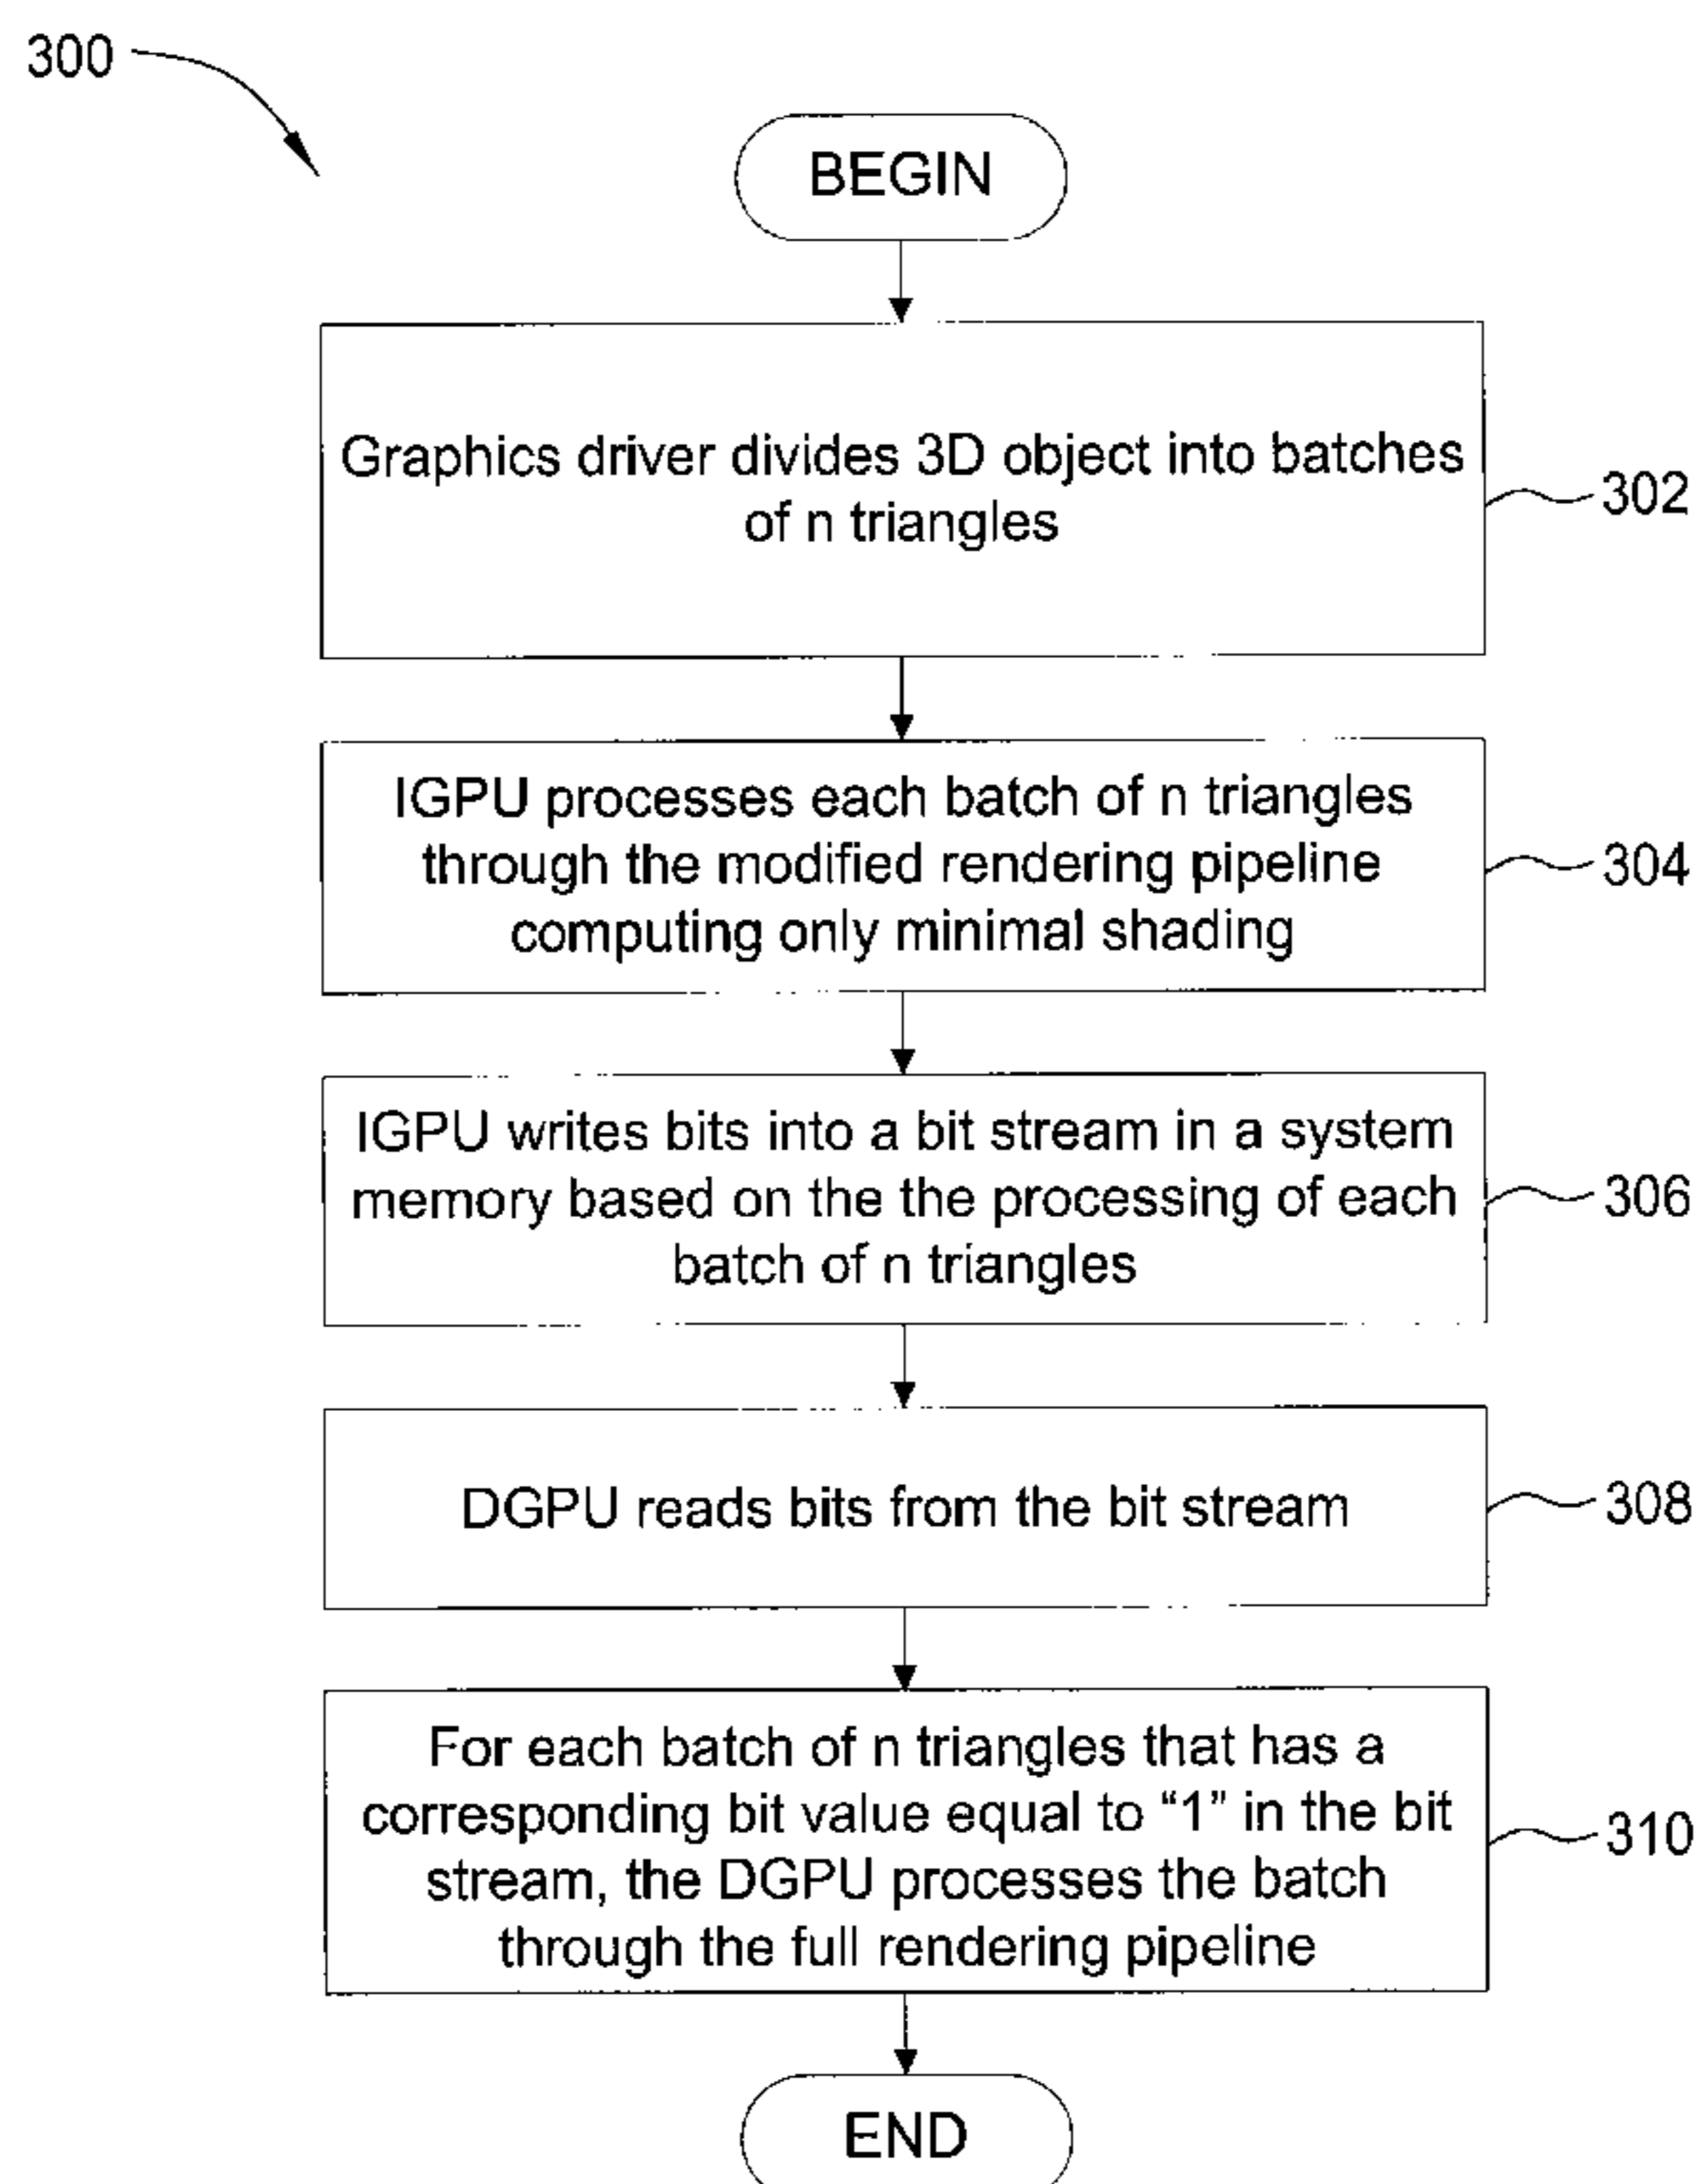 300
BEGIN
Graphics driver divides 3D object into batches
of n triangles
302
IGPU processes each batch of n triangles
through the modified rendering pipeline
computing only minimal shading
304
IGPU writes bits into a bit stream in a system
memory based on the the processing of each
batch of n triangles
306
DGPU reads bits from the bit stream
308
For each batch of n triangles that has a
corresponding bit value equal to “1” in the bit
stream, the DGPU processes the batch
through the full rendering pipeline
310
END